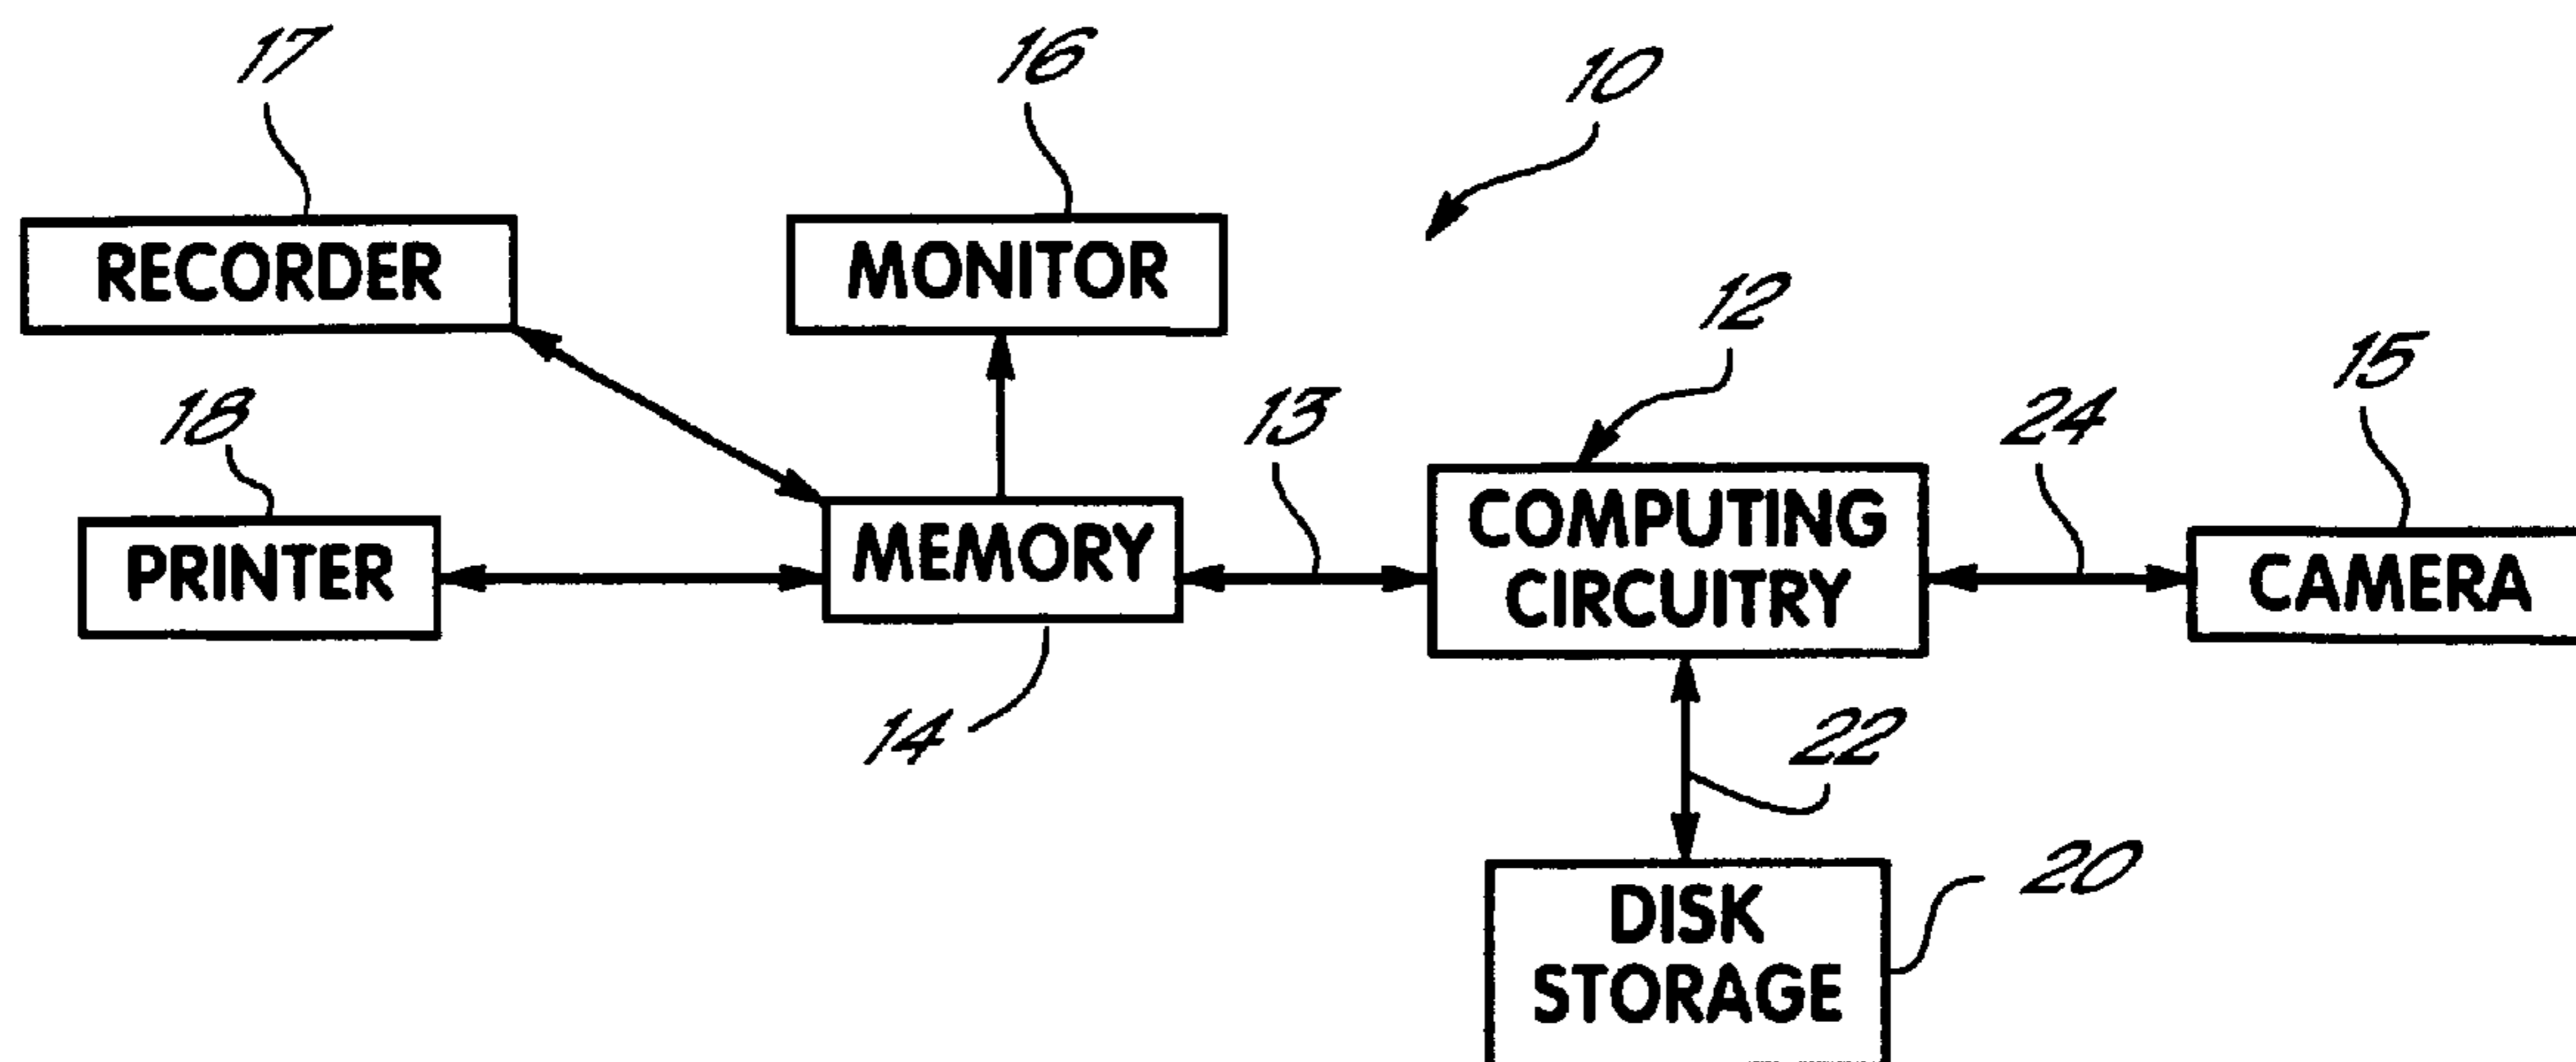 17
16
10
RECORDER
MONITOR
12
15
18
13
24
PRINTER
MEMORY
COMPUTING
CIRCUITRY
CAMERA
14
22
20
DISK
STORAGE